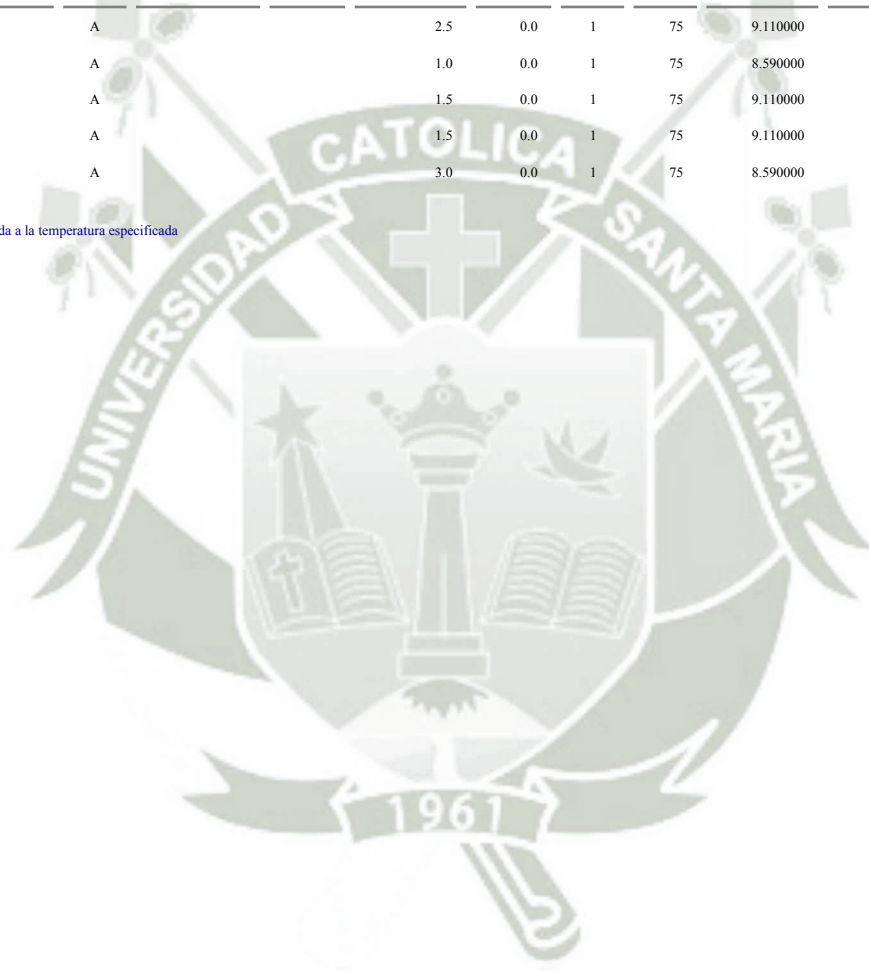 A 2.5 0.0 1 75 9.110000
A 1.0 0.0 1 75 8.590000
A 1.5 0.0 1 75 9.110000
A 1.5 0.0 1 75 9.110000
A 3.0 0.0 1 75 8.590000
a la temperatura especificada
UNIVERSIDAD CATOLICA SANTA MARIA
1961